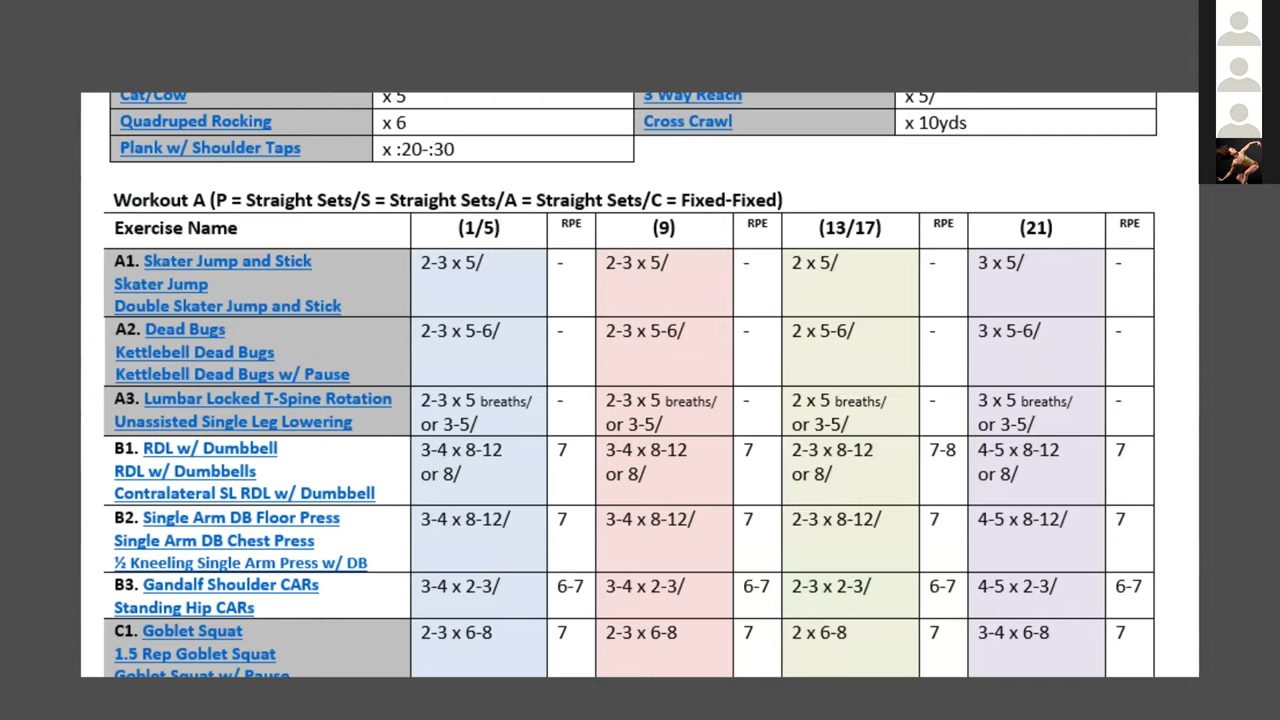 Cat/Cow x 5 3 Way Reach x 5/
Quadruped Rocking x 6 Cross Crawl x 10yds
Plank w/ Shoulder Taps x :20-:30
Workout A (P = Straight Sets/S = Straight Sets/A = Straight Sets/C = Fixed-Fixed)
Exercise Name (1/5) RPE (9) RPE (13/17) RPE (21) RPE
A1. Skater Jump and Stick 2-3 x 5/ - 2-3 x 5/ - 2 x 5/ - 3 x 5/ -
Skater Jump
Double Skater Jump and Stick
A2. Dead Bugs 2-3 x 5-6/ - 2-3 x 5-6/ - 2 x 5-6/ - 3 x 5-6/ -
Kettlebell Dead Bugs
Kettlebell Dead Bugs w/ Pause
A3. Lumbar Locked T-Spine Rotation 2-3 x 5 breaths/ - 2-3 x 5 breaths/ - 2 x 5 breaths/ - 3 x 5 breaths/ -
Unassisted Single Leg Lowering or 3-5/ or 3-5/ or 3-5/ or 3-5/
B1. RDL w/ Dumbbell 3-4 x 8-12 7 3-4 x 8-12 7 2-3 x 8-12 7-8 4-5 x 8-12 7
RDL w/ Dumbbells or 8/ or 8/ or 8/ or 8/
Contralateral SL RDL w/ Dumbbell
B2. Single Arm DB Floor Press 3-4 x 8-12/ 7 3-4 x 8-12/ 7 2-3 x 8-12/ 7 4-5 x 8-12/ 7
Single Arm DB Chest Press
½ Kneeling Single Arm Press w/ DB
B3. Gandalf Shoulder CARs 3-4 x 2-3/ 6-7 3-4 x 2-3/ 6-7 2-3 x 2-3/ 6-7 4-5 x 2-3/ 6-7
Standing Hip CARs
C1. Goblet Squat 2-3 x 6-8 7 2-3 x 6-8 7 2 x 6-8 7 3-4 x 6-8 7
1.5 Rep Goblet Squat
Goblet Squat w/ Pause